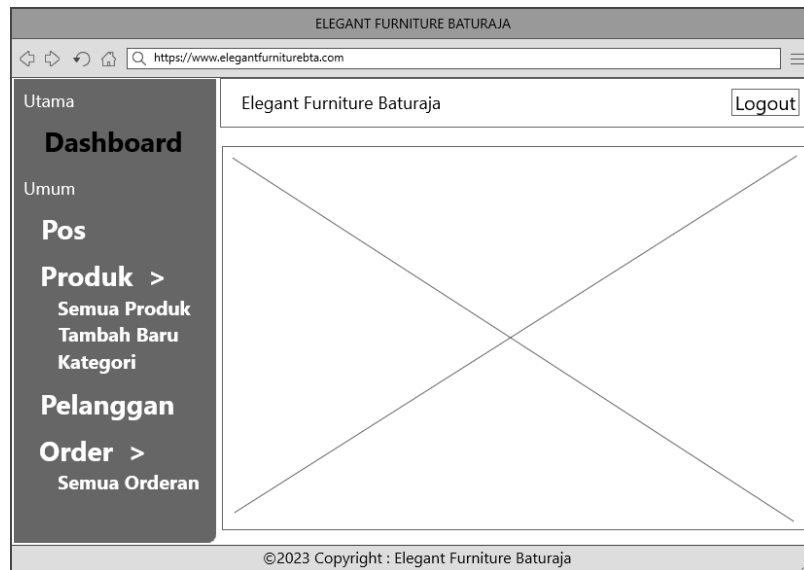 ELEGANT FURNITURE BATURAJA
https://www.elegantfurniturebta.com
Utama
Dashboard
Umum
Pos
Produk >
Semua Produk
Tambah Baru
Kategori
Pelanggan
Order >
Semua Orderan
Elegant Furniture Baturaja
Logout
©2023 Copyright : Elegant Furniture Baturaja